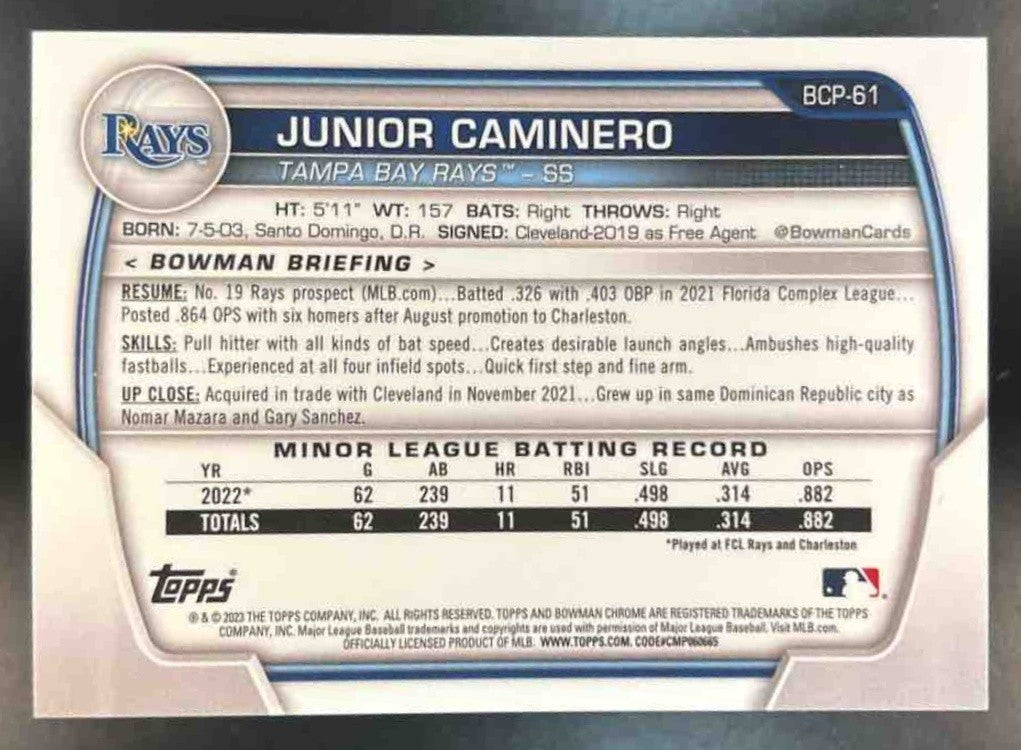 BCP-61
RAYS
JUNIOR CAMINERO
TAMPA BAY RAYS™ - SS
HT: 5'11" WT: 157 BATS: Right THROWS: Right
BORN: 7-5-03, Santo Domingo, D.R. SIGNED: Cleveland-2019 as Free Agent @BowmanCards
< BOWMAN BRIEFING >
RESUME: No. 19 Rays prospect (MLB.com)...Batted .326 with .403 OBP in 2021 Florida Complex League...
Posted .864 OPS with six homers after August promotion to Charleston.
SKILLS: Pull hitter with all kinds of bat speed...Creates desirable launch angles...Ambushes high-quality
fastballs...Experienced at all four infield spots...Quick first step and fine arm.
UP CLOSE: Acquired in trade with Cleveland in November 2021...Grew up in same Dominican Republic city as
Nomar Mazara and Gary Sanchez.
MINOR LEAGUE BATTING RECORD
YR G AB HR RBI SLG AVG OPS
2022* 62 239 11 51 .498 .314 .882
TOTALS 62 239 11 51 .498 .314 .882
*Played at FCL Rays and Charleston
Topps®
® & © 2023 THE TOPPS COMPANY, INC. ALL RIGHTS RESERVED. TOPPS AND BOWMAN CHROME ARE REGISTERED TRADEMARKS OF THE TOPPS
COMPANY, INC. Major League Baseball trademarks and copyrights are used with permission of Major League Baseball. Visit MLB.com.
OFFICIALLY LICENSED PRODUCT OF MLB. WWW.TOPPS.COM. CODE#